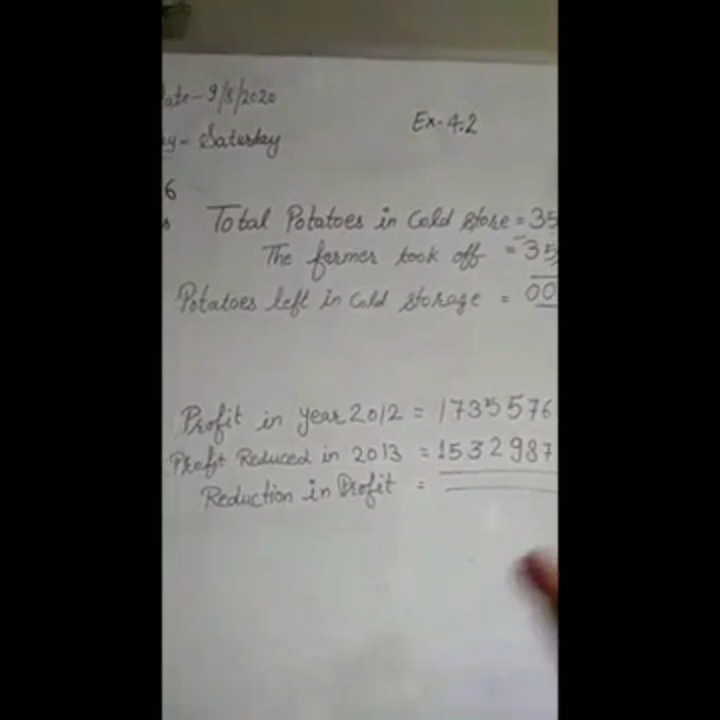 ate-9/8/2020
Ex-4.2
y- Saturday
6
s Total Potatoes in Cold store = 35
The farmer took off = -35
Potatoes left in Cold storage = 00
Profit in year 2012 = 1735576
Profit Reduced in 2013 = 1532987
Reduction in Profit =